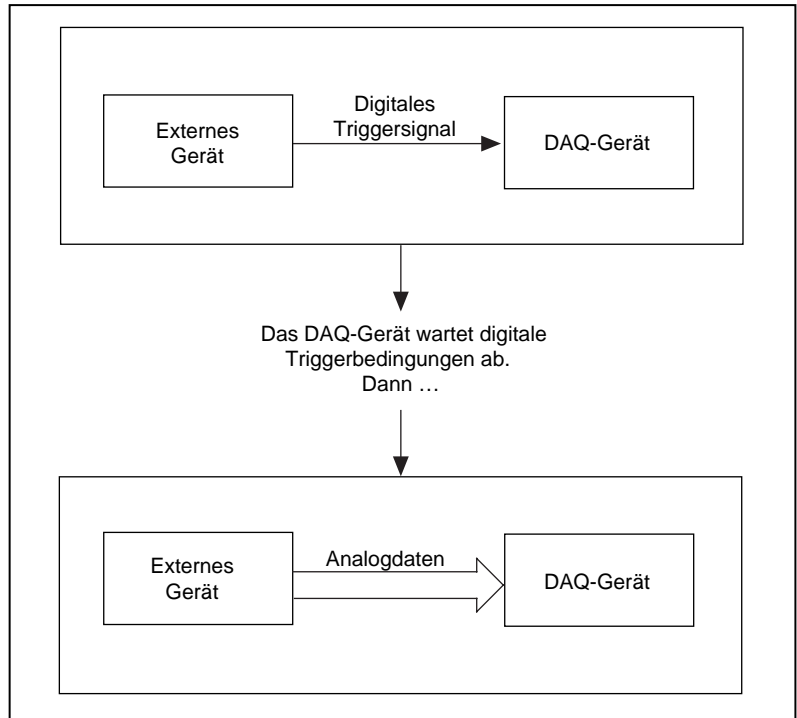 Externes
Gerät
Digitales
Triggersignal
DAQ-Gerät
Das DAQ-Gerät wartet digitale
Triggerbedingungen ab.
Dann …
Externes
Gerät
Analogdaten
DAQ-Gerät